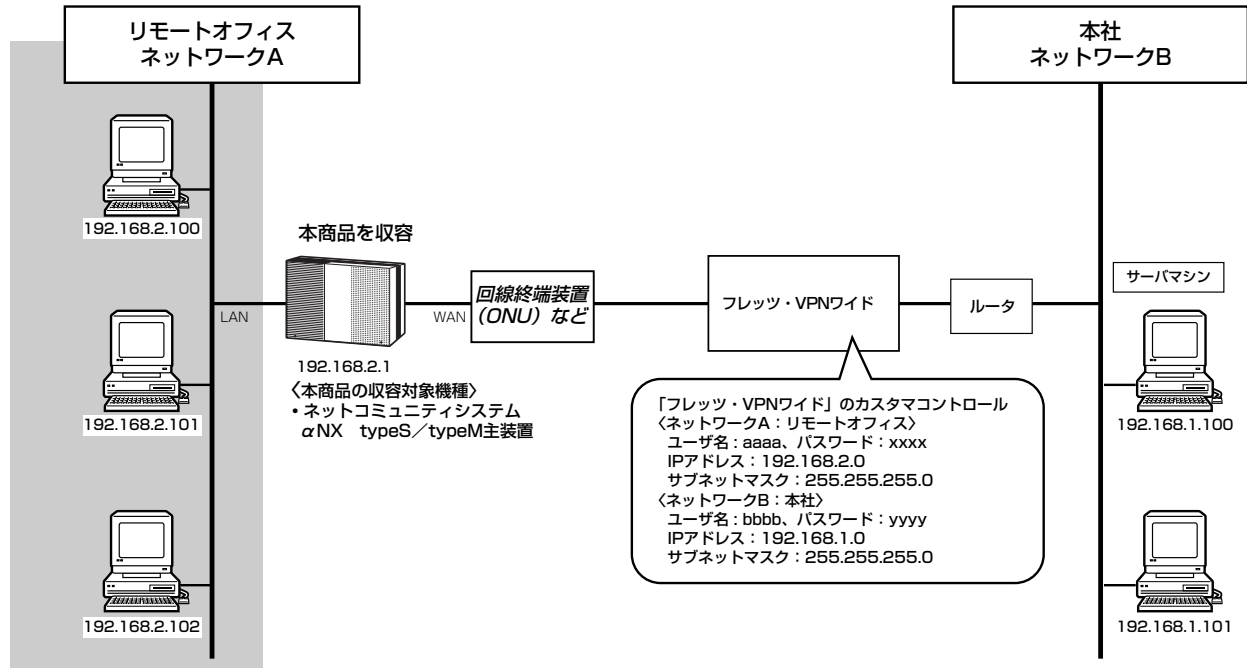 リモートオフィス
ネットワークA
本社
ネットワークB
192.168.2.100
192.168.2.101
192.168.2.102
LAN
本商品を収容
192.168.2.1
〈本商品の収容対象機種〉
・ネットコミュニティシステム
αNX typeS／typeM主装置
WAN
回線終端装置
(ONU) など
フレッツ・VPNワイド
ルータ
サーバマシン
192.168.1.100
192.168.1.101
「フレッツ・VPNワイド」のカスタマコントロール
〈ネットワークA：リモートオフィス〉
ユーザ名：aaaa、パスワード：xxxx
IPアドレス：192.168.2.0
サブネットマスク：255.255.255.0
〈ネットワークB：本社〉
ユーザ名：bbbb、パスワード：yyyy
IPアドレス：192.168.1.0
サブネットマスク：255.255.255.0